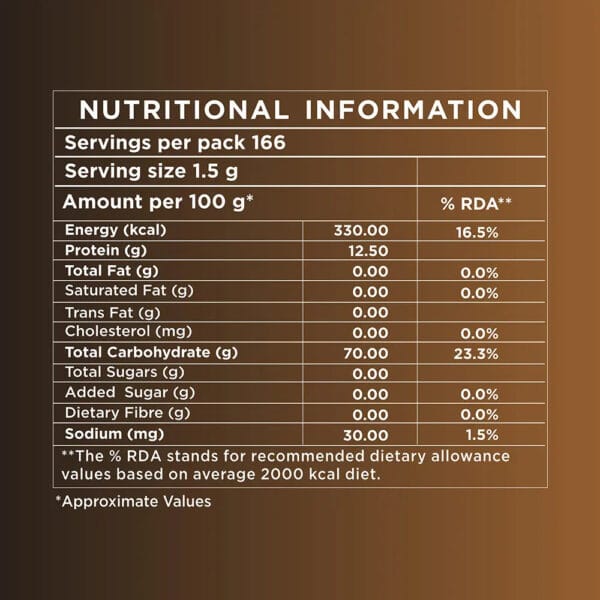 NUTRITIONAL INFORMATION
Servings per pack 166
Serving size 1.5 g
Amount per 100 g* % RDA**
Energy (kcal) 330.00 16.5%
Protein (g) 12.50
Total Fat (g) 0.00 0.0%
Saturated Fat (g) 0.00 0.0%
Trans Fat (g) 0.00
Cholesterol (mg) 0.00 0.0%
Total Carbohydrate (g) 70.00 23.3%
Total Sugars (g) 0.00
Added Sugar (g) 0.00 0.0%
Dietary Fibre (g) 0.00 0.0%
Sodium (mg) 30.00 1.5%
**The % RDA stands for recommended dietary allowance
values based on average 2000 kcal diet.
*Approximate Values